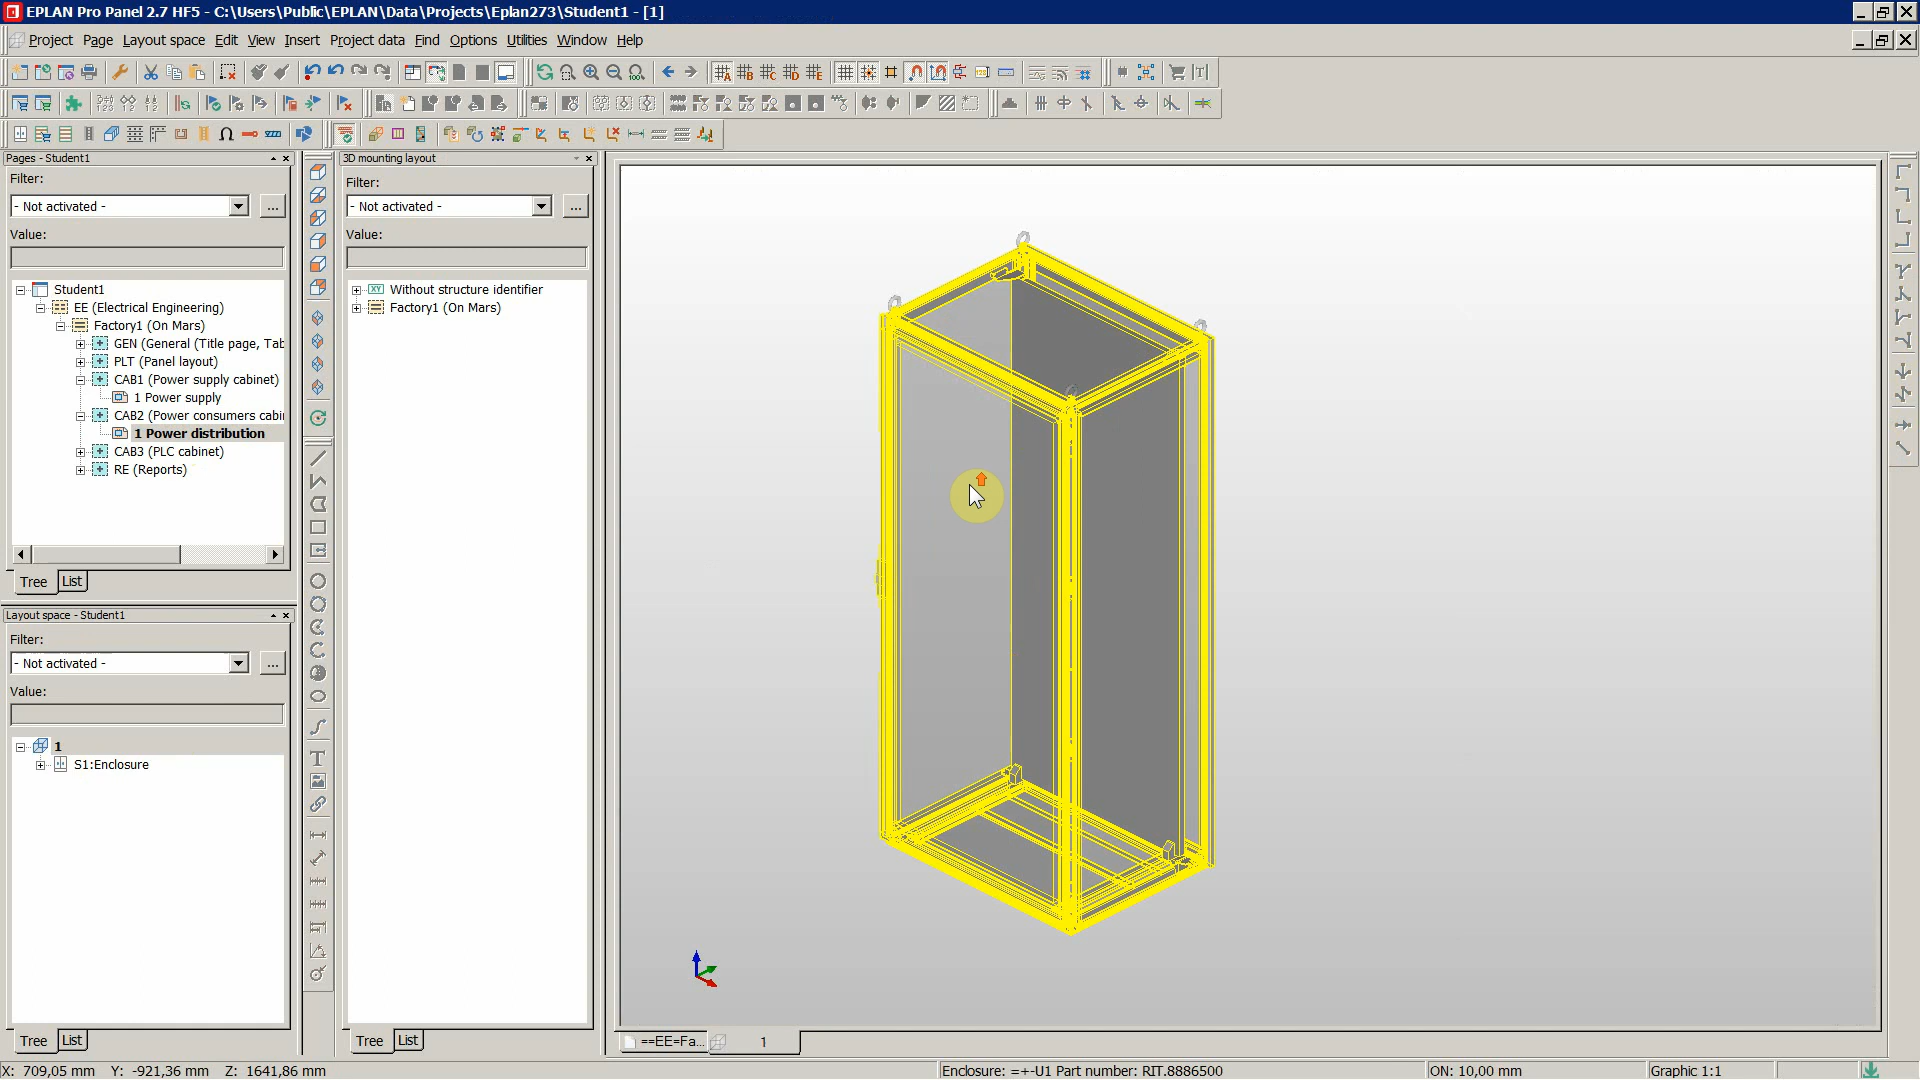 EPLAN Pro Panel 2.7 HF5 - C:\Users\Public\EPLAN\Data\Projects\Eplan273\Student1 - [1]
Project Page Layout space Edit View Insert Project data Find Options Utilities Window Help
Pages - Student1
Filter:
- Not activated -
...
Value:
Student1
EE (Electrical Engineering)
Factory1 (On Mars)
GEN (General (Title page, Tab
PLT (Panel layout)
CAB1 (Power supply cabinet)
1 Power supply
CAB2 (Power consumers cabi
1 Power distribution
CAB3 (PLC cabinet)
RE (Reports)
Tree List
Layout space - Student1
Filter:
- Not activated -
...
Value:
1
S1:Enclosure
Tree List
3D mounting layout
Filter:
- Not activated -
...
Value:
Without structure identifier
Factory1 (On Mars)
Tree List
==EE=Fa... 1
X: 709,05 mm Y: -921,36 mm Z: 1641,86 mm
Enclosure: =+-U1 Part number: RIT.8886500
ON: 10,00 mm
Graphic 1:1